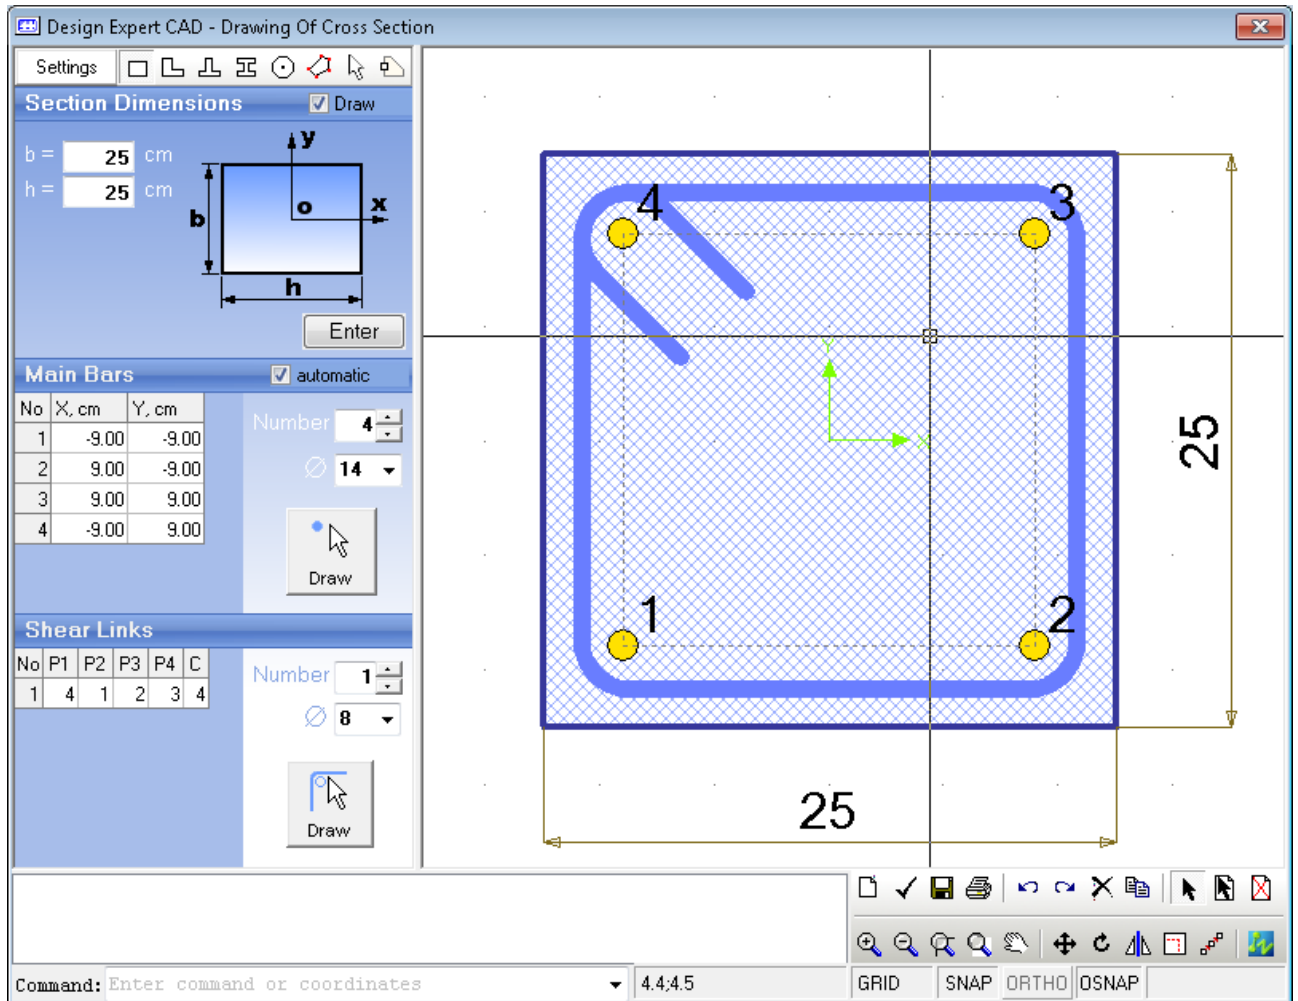 Design Expert CAD - Drawing Of Cross Section
Settings
Section Dimensions Draw
b = 25 cm
h = 25 cm
y
o x
b
h
Enter
Main Bars automatic
No X, cm Y, cm
1 -9.00 -9.00
2 9.00 -9.00
3 9.00 9.00
4 -9.00 9.00
Number 4
∅ 14
Draw
Shear Links
No P1 P2 P3 P4 C
1 4 1 2 3 4
Number 1
∅ 8
Draw
4 3
Y
X
1 2
25
25
Command: Enter command or coordinates
4.4;4.5
GRID SNAP ORTHO OSNAP